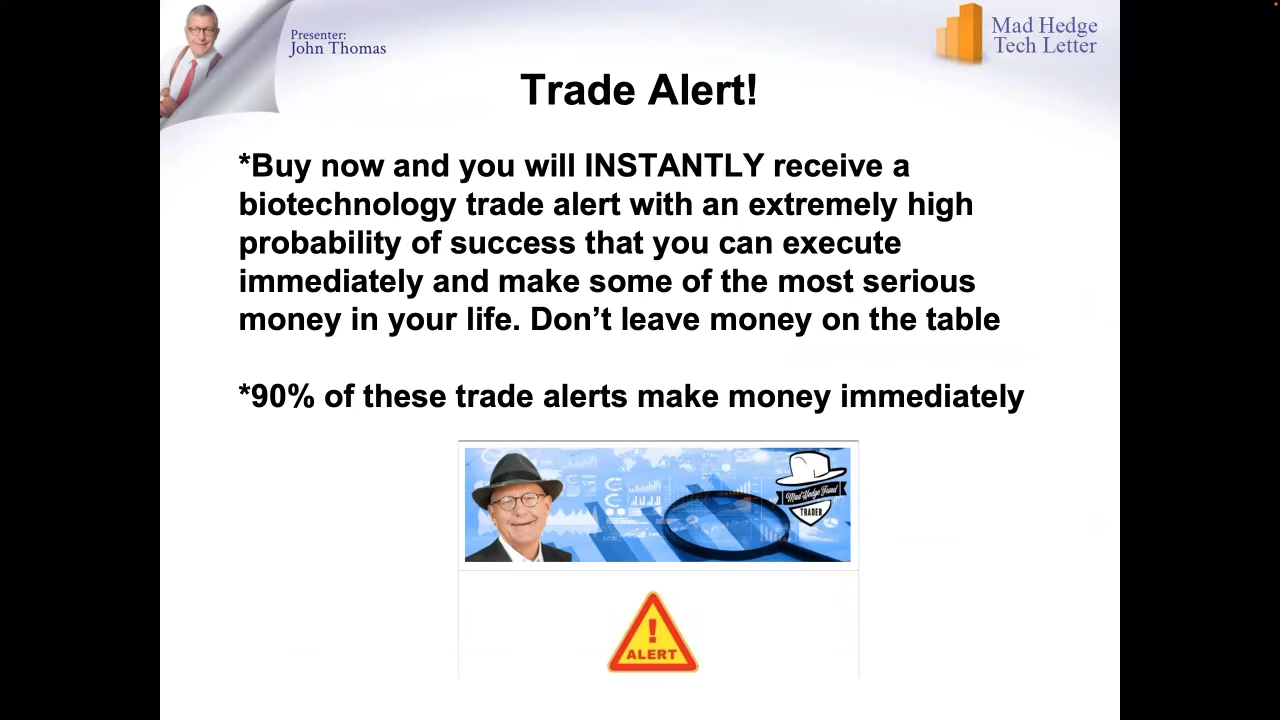 Presenter:
John Thomas
Mad Hedge
Tech Letter
Trade Alert!
*Buy now and you will INSTANTLY receive a
biotechnology trade alert with an extremely high
probability of success that you can execute
immediately and make some of the most serious
money in your life. Don’t leave money on the table
*90% of these trade alerts make money immediately
Mad Hedge Fund
TRADER
ALERT